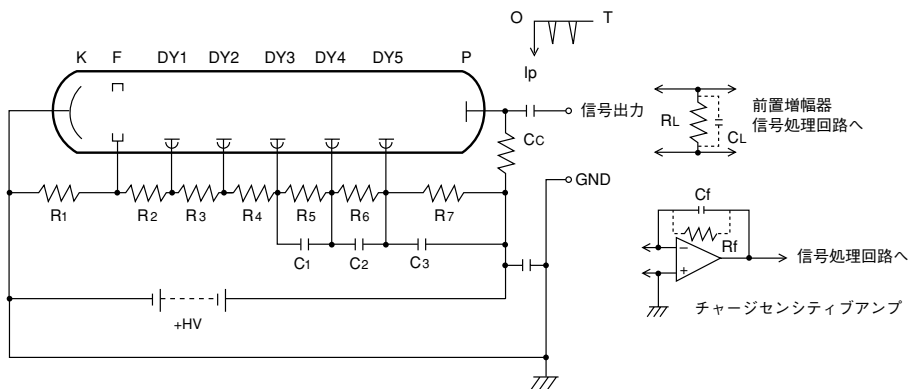 O T
Ip
K F DY1 DY2 DY3 DY4 DY5 P
信号出力
CC
RL
CL
前置増幅器
信号処理回路へ
GND
R1 R2 R3 R4 R5 R6 R7
C1 C2 C3
Cf
Rf
−
+
信号処理回路へ
チャージセンシティブアンプ
+HV